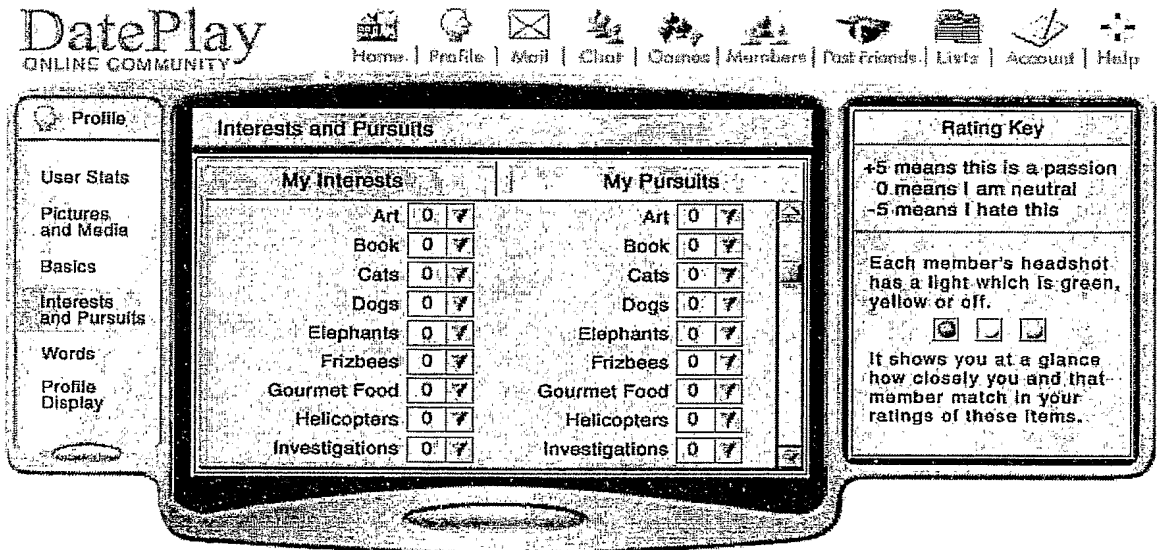 DatePlay
ONLINE COMMUNITY
Home | Profile | Mail | Chat | Games | Members | Past Friends | Lists | Account | Help
Profile
User Stats
Pictures
and Media
Basics
Interests
and Pursuits
Words
Profile
Display
Interests and Pursuits
My Interests
Art 0
Book 0
Cats 0
Dogs 0
Elephants 0
Frizbees 0
Gourmet Food 0
Helicopters 0
Investigations 0
My Pursuits
Art 0
Book 0
Cats 0
Dogs 0
Elephants 0
Frizbees 0
Gourmet Food 0
Helicopters 0
Investigations 0
Rating Key
+5 means this is a passion
0 means I am neutral
-5 means I hate this
Each member's headshot
has a light which is green,
yellow or off.
It shows you at a glance
how closely you and that
member match in your
ratings of these items.